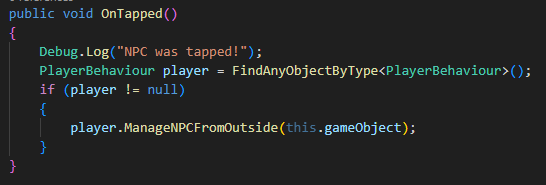 public void OnTapped()
{
    Debug.Log("NPC was tapped!");
    PlayerBehaviour player = FindAnyObjectByType<PlayerBehaviour>();
    if (player != null)
    {
        player.ManageNPCFromOutside(this.gameObject);
    }
}